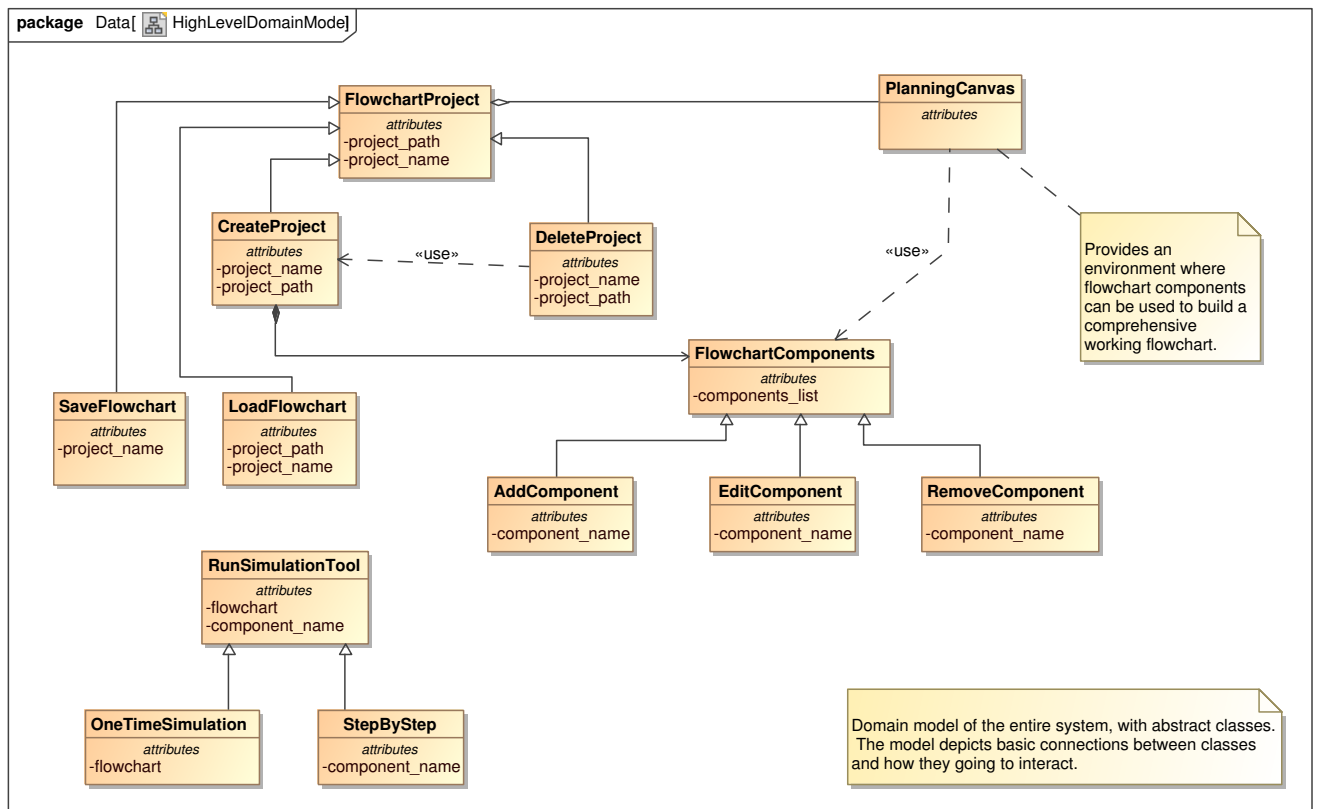 package Data[ HighLevelDomainMode]
FlowchartProject
attributes
-project_path
-project_name
PlanningCanvas
attributes
CreateProject
attributes
-project_name
-project_path
«use»
DeleteProject
attributes
-project_name
-project_path
«use»
Provides an
environment where
flowchart components
can be used to build a
comprehensive
working flowchart.
FlowchartComponents
attributes
-components_list
SaveFlowchart
attributes
-project_name
LoadFlowchart
attributes
-project_path
-project_name
AddComponent
attributes
-component_name
EditComponent
attributes
-component_name
RemoveComponent
attributes
-component_name
RunSimulationTool
attributes
-flowchart
-component_name
OneTimeSimulation
attributes
-flowchart
StepByStep
attributes
-component_name
Domain model of the entire system, with abstract classes.
The model depicts basic connections between classes
and how they going to interact.